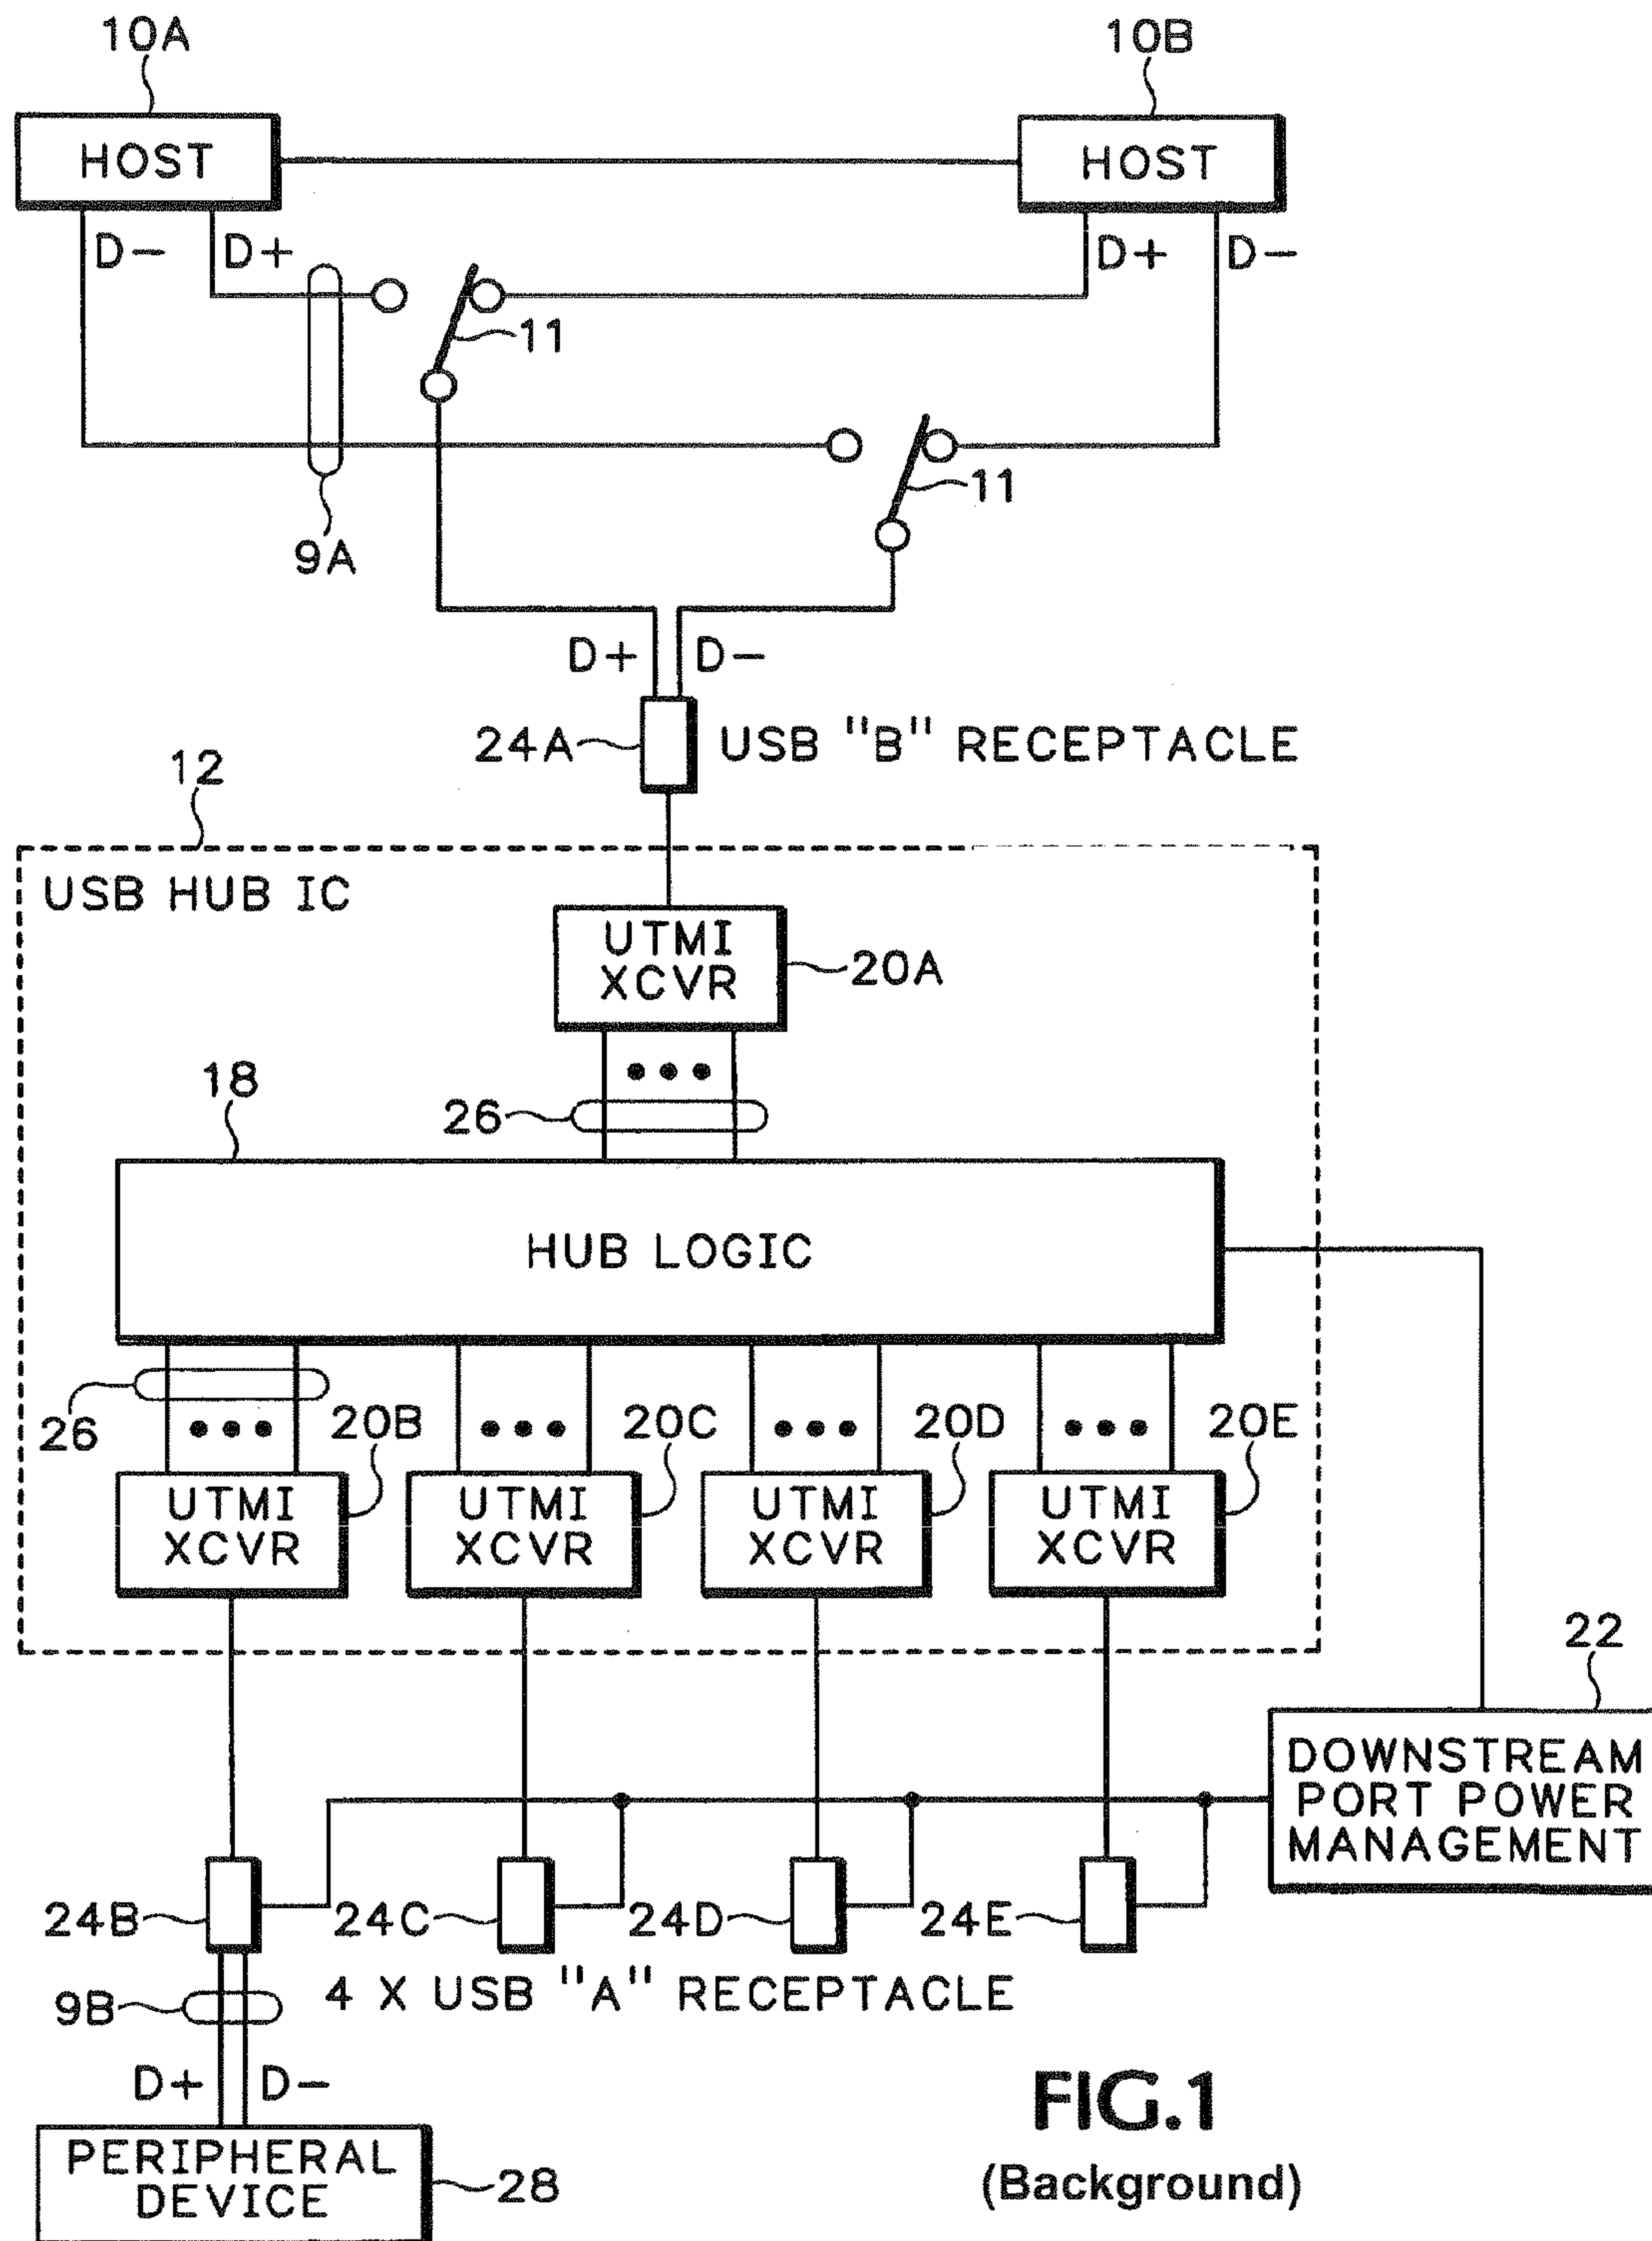 10A
10B
HOST
HOST
D- D+
D+ D-
11
11
9A
D+ D-
24A USB "B" RECEPTACLE
12
USB HUB IC
UTMI
XCVR
20A
18
26
HUB LOGIC
26
20B 20C 20D 20E
UTMI
XCVR
UTMI
XCVR
UTMI
XCVR
UTMI
XCVR
22
DOWNSTREAM
PORT POWER
MANAGEMENT
24B 24C 24D 24E
9B
4 X USB "A" RECEPTACLE
D+ D-
PERIPHERAL
DEVICE
28
FIG.1
(Background)